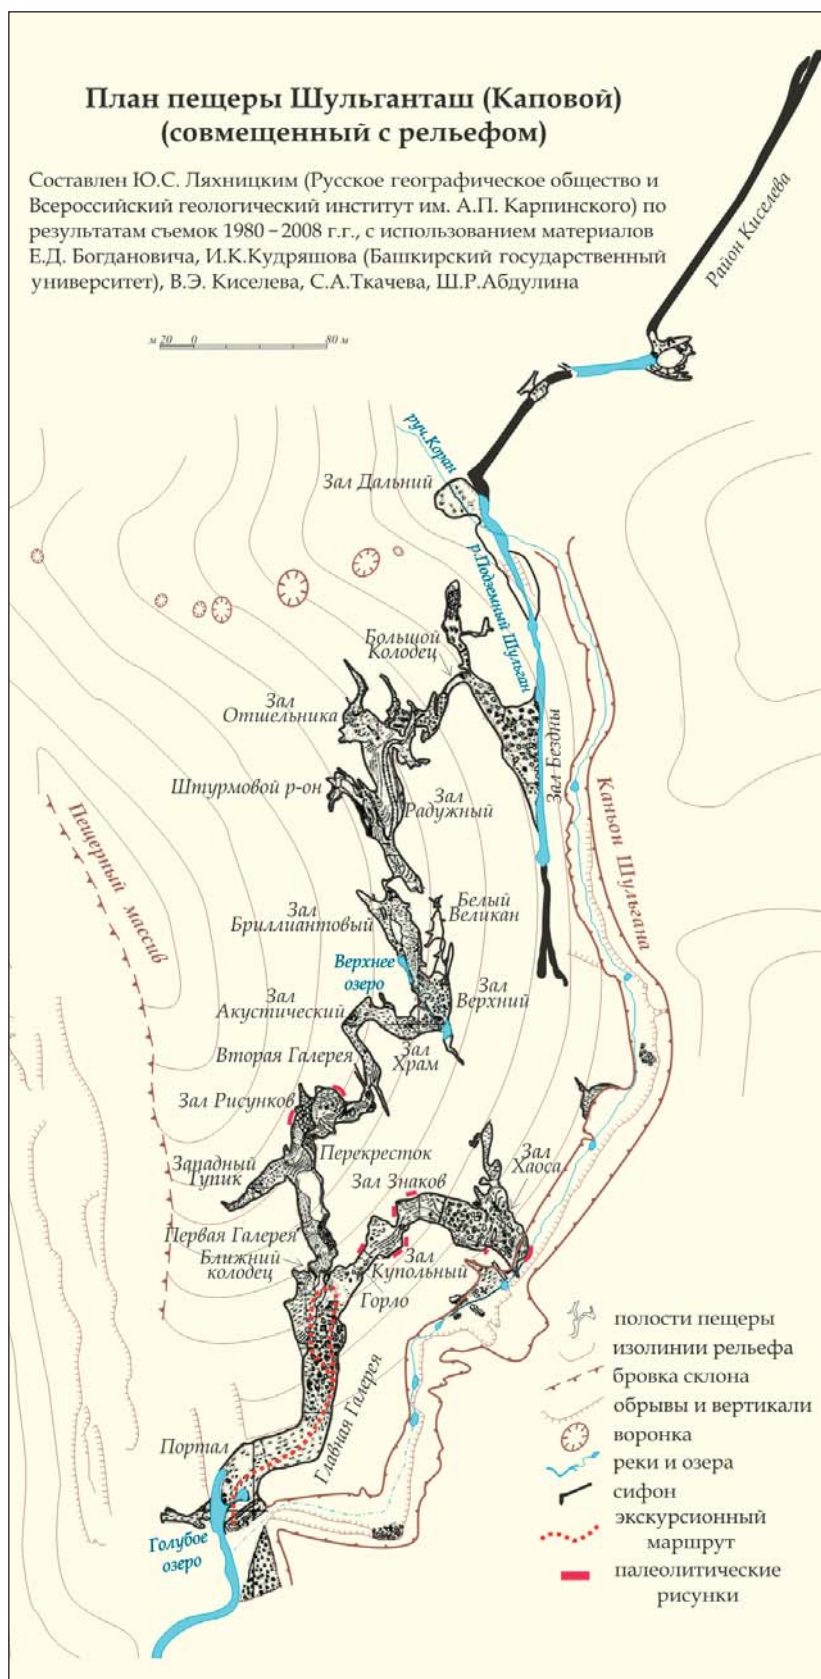 План пещеры Шульганташ (Каповой)
(совмещенный с рельефом)
Составлен Ю.С. Ляхницким (Русское географическое общество и
Всероссийский геологический институт им. А.П. Карпинского) по
результатам съемок 1980 – 2008 г.г., с использованием материалов
Е.Д. Богдановича, И.К.Кудряшова (Башкирский государственный
университет), В.Э. Киселева, С.А.Ткачева, Ш.Р.Абдулина
м 20 0 80 м
Район Киселева
руч.Коран
Зал Дальний
р.Подземный Шульган
Большой
Колодец
Зал
Отшельника
Штурмовой р-он
Зал
Радужный
Зал Бездны
Каньон Шульгана
Пещерный массив
Зал
Бриллиантовый
Белый
Великан
Верхнее
озеро
Зал
Акустический
Зал
Верхний
Вторая Галерея
Зал
Храм
Зал Рисунков
Перекресток
Западный
Тупик
Зал Знаков
Зал
Хаоса
Первая Галерея
Ближний
колодец
Зал
Купольный
Горло
Главная Галерея
Портал
Голубое
озеро
полости пещеры
изолинии рельефа
бровка склона
обрывы и вертикали
воронка
реки и озера
сифон
экскурсионный
маршрут
палеолитические
рисунки